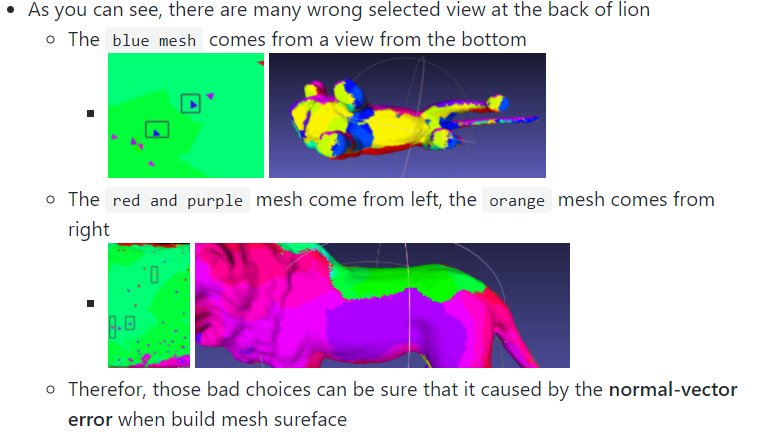 As you can see, there are many wrong selected view at the back of lion
The blue mesh comes from a view from the bottom
The red and purple mesh come from left, the orange mesh comes from
right
Therefor, those bad choices can be sure that it caused by the normal-vector
error when build mesh sureface